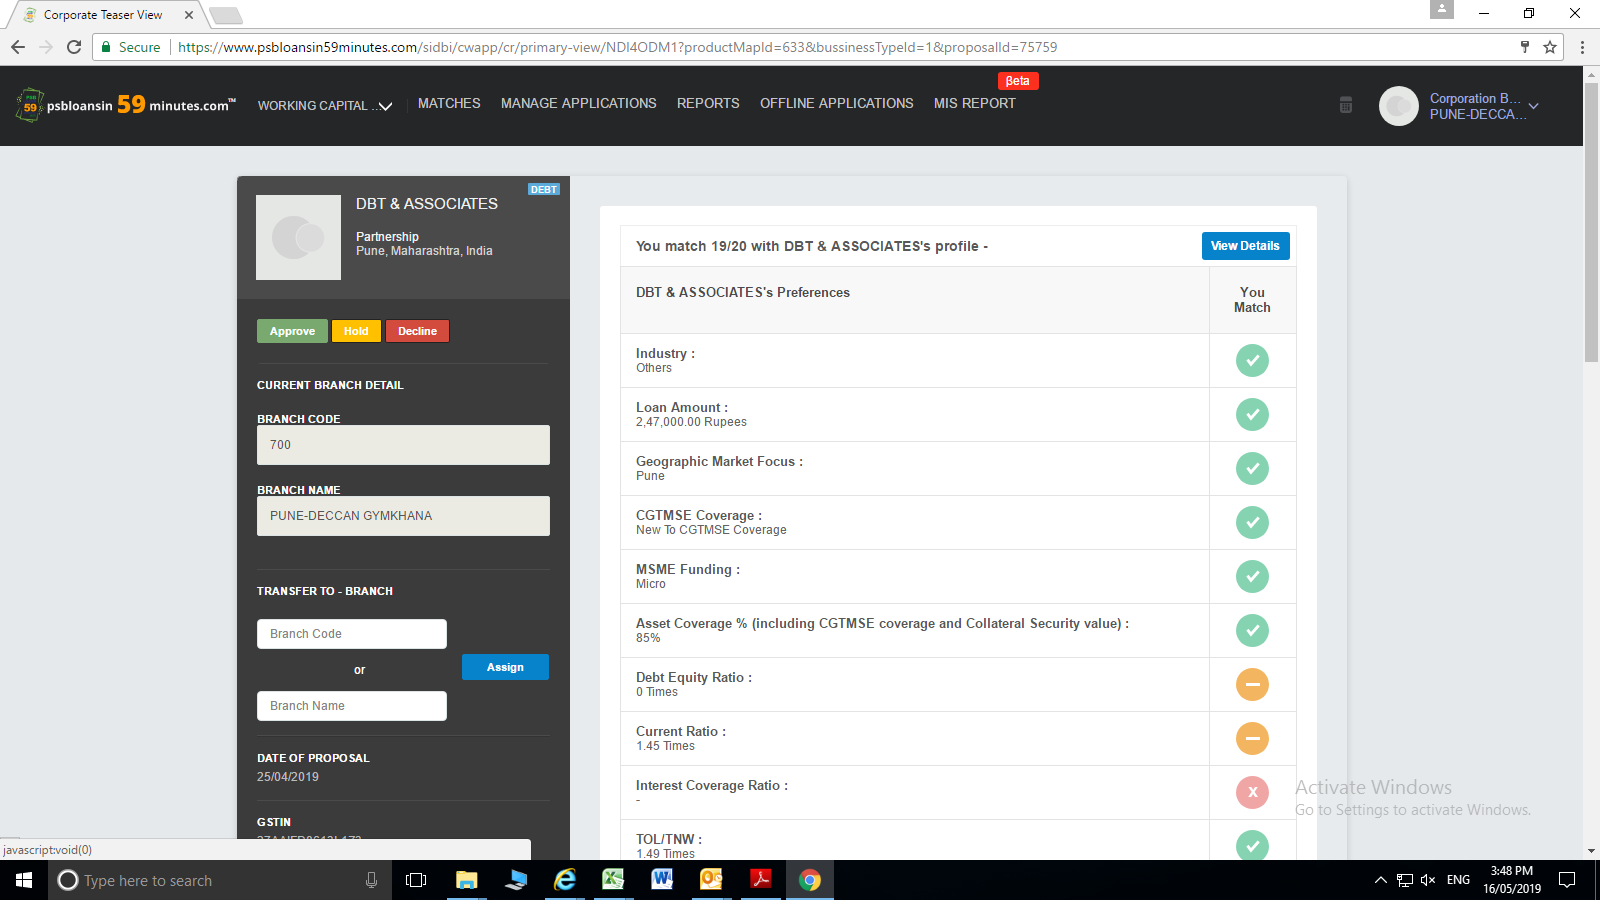 Corporate Teaser View
Secure https://www.psbloansin59minutes.com/sidbi/cwapp/cr/primary-view/NDI4ODM1?productMapId=633&bussinessTypeId=1&proposalId=75759
psbloansin 59 minutes.com™
WORKING CAPITAL ...
MATCHES
MANAGE APPLICATIONS
REPORTS
OFFLINE APPLICATIONS
MIS REPORT
βeta
Corporation B...
PUNE-DECCA...
DEBT
DBT & ASSOCIATES
Partnership
Pune, Maharashtra, India
Approve Hold Decline
CURRENT BRANCH DETAIL
BRANCH CODE
700
BRANCH NAME
PUNE-DECCAN GYMKHANA
TRANSFER TO - BRANCH
Branch Code
or
Assign
Branch Name
DATE OF PROPOSAL
25/04/2019
GSTIN
You match 19/20 with DBT & ASSOCIATES's profile -
View Details
DBT & ASSOCIATES's Preferences
You
Match
Industry :
Others
Loan Amount :
2,47,000.00 Rupees
Geographic Market Focus :
Pune
CGTMSE Coverage :
New To CGTMSE Coverage
MSME Funding :
Micro
Asset Coverage % (including CGTMSE coverage and Collateral Security value) :
85%
Debt Equity Ratio :
0 Times
Current Ratio :
1.45 Times
Interest Coverage Ratio :
-
X
TOL/TNW :
1.49 Times
Activate Windows
Go to Settings to activate Windows.
javascript:void(0)
Type here to search
ENG
3:48 PM
16/05/2019